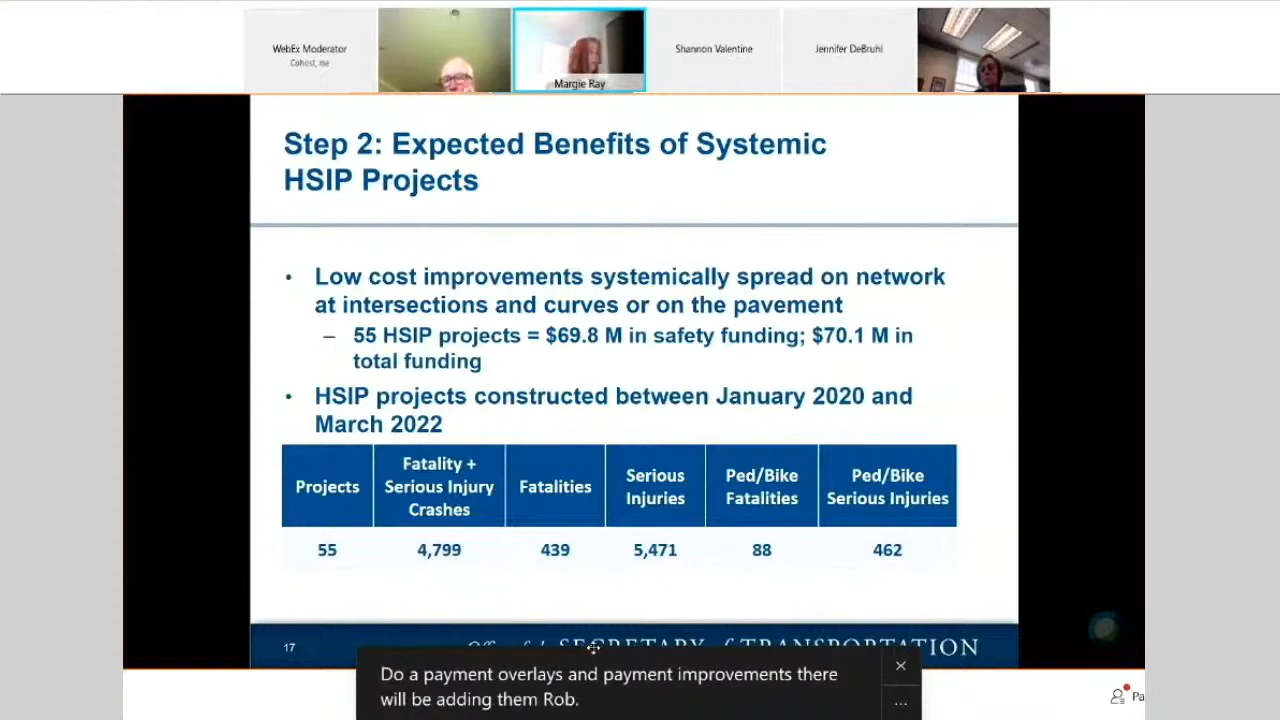 WebEx Moderator
Cohost, me
Margie Ray
Shannon Valentine
Jennifer DeBruhl
Step 2: Expected Benefits of Systemic
HSIP Projects
• Low cost improvements systemically spread on network
at intersections and curves or on the pavement
– 55 HSIP projects = $69.8 M in safety funding; $70.1 M in
total funding
• HSIP projects constructed between January 2020 and
March 2022
Projects
Fatality +
Serious Injury
Crashes
Fatalities
Serious
Injuries
Ped/Bike
Fatalities
Ped/Bike
Serious Injuries
55 4,799 439 5,471 88 462
17
SECRETARY of TRANSPORTATION
Do a payment overlays and payment improvements there
will be adding them Rob.
Pa